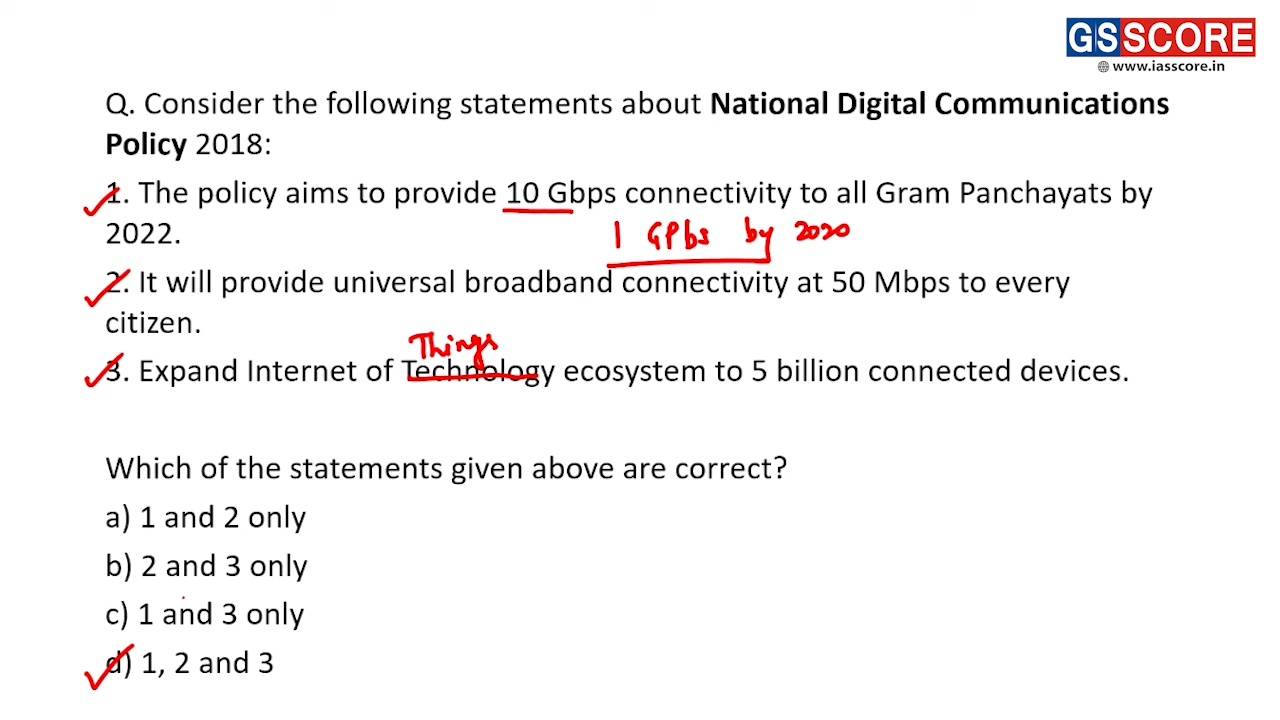 GSSCORE
www.iasscore.in
Q. Consider the following statements about National Digital Communications
Policy 2018:
1. The policy aims to provide 10 Gbps connectivity to all Gram Panchayats by
2022.
1 GPbs by 2020
2. It will provide universal broadband connectivity at 50 Mbps to every
citizen.
Things
3. Expand Internet of Technology ecosystem to 5 billion connected devices.
Which of the statements given above are correct?
a) 1 and 2 only
b) 2 and 3 only
c) 1 and 3 only
d) 1, 2 and 3